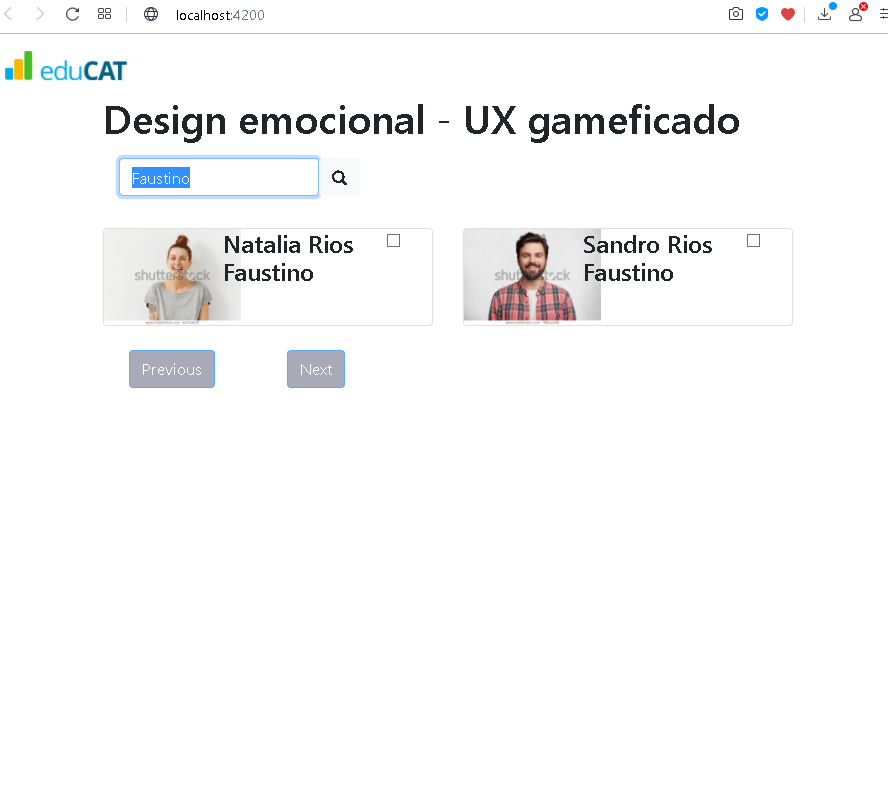 localhost:4200
eduCAT
Design emocional - UX gameficado
Faustino
shutterstock
Natalia Rios
Faustino
shutterstock
Sandro Rios
Faustino
Previous
Next